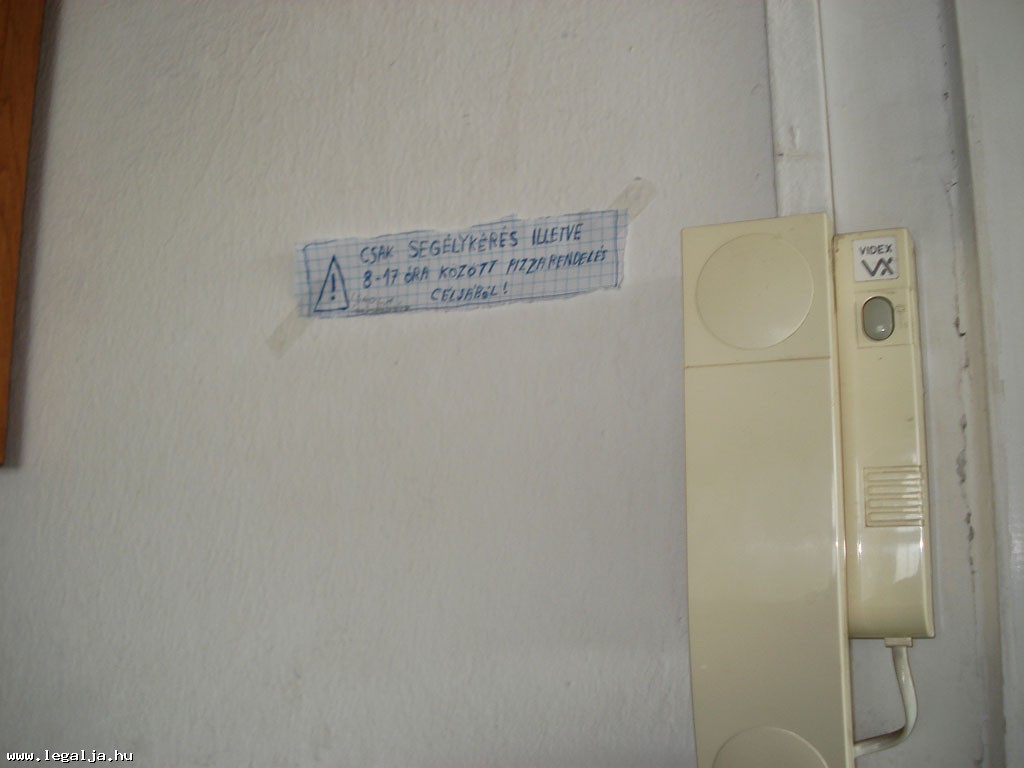 CSAK SEGÉLYKÉRÉS ILLETVE
8-17 ÓRA KÖZÖTT PIZZARENDELÉS
CÉLJÁBÓL!
VIDEX
VX
www.legalja.hu